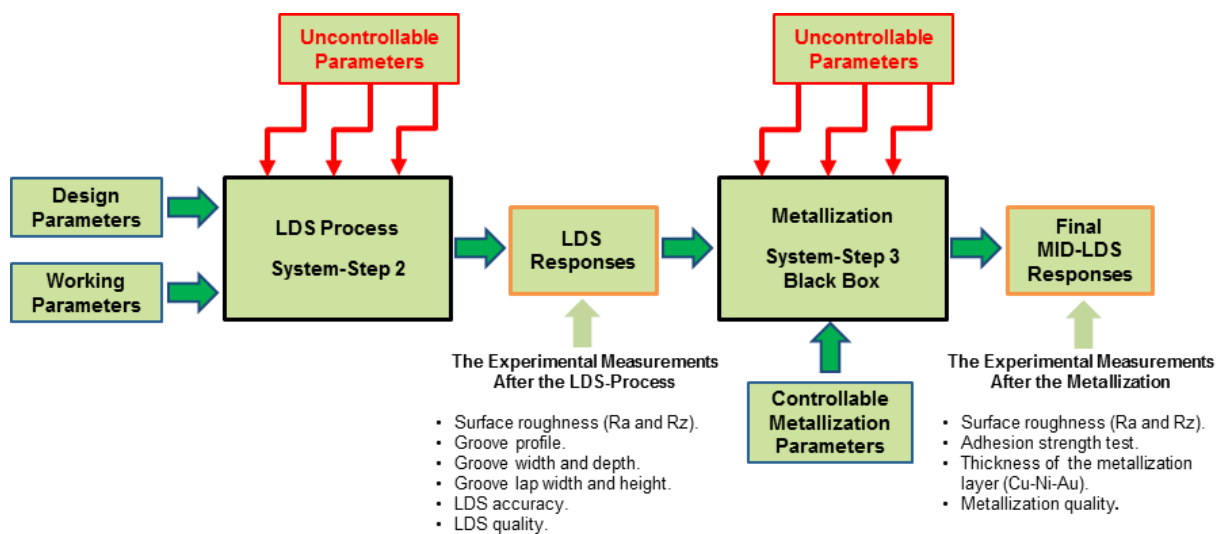 Uncontrollable
Parameters
Uncontrollable
Parameters
Design
Parameters
Working
Parameters
LDS Process
System-Step 2
LDS
Responses
Metallization
System-Step 3
Black Box
Final
MID-LDS
Responses
The Experimental Measurements
After the LDS-Process
• Surface roughness (Ra and Rz).
• Groove profile.
• Groove width and depth.
• Groove lap width and height.
• LDS accuracy.
• LDS quality.
Controllable
Metallization
Parameters
The Experimental Measurements
After the Metallization
• Surface roughness (Ra and Rz).
• Adhesion strength test.
• Thickness of the metallization
layer (Cu-Ni-Au).
• Metallization quality.